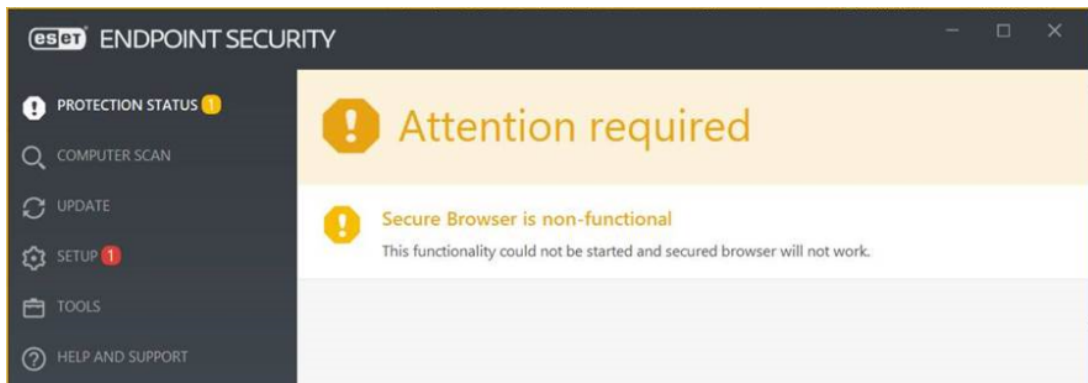 eset ENDPOINT SECURITY
PROTECTION STATUS 1
COMPUTER SCAN
UPDATE
SETUP 1
TOOLS
HELP AND SUPPORT
Attention required
Secure Browser is non-functional
This functionality could not be started and secured browser will not work.